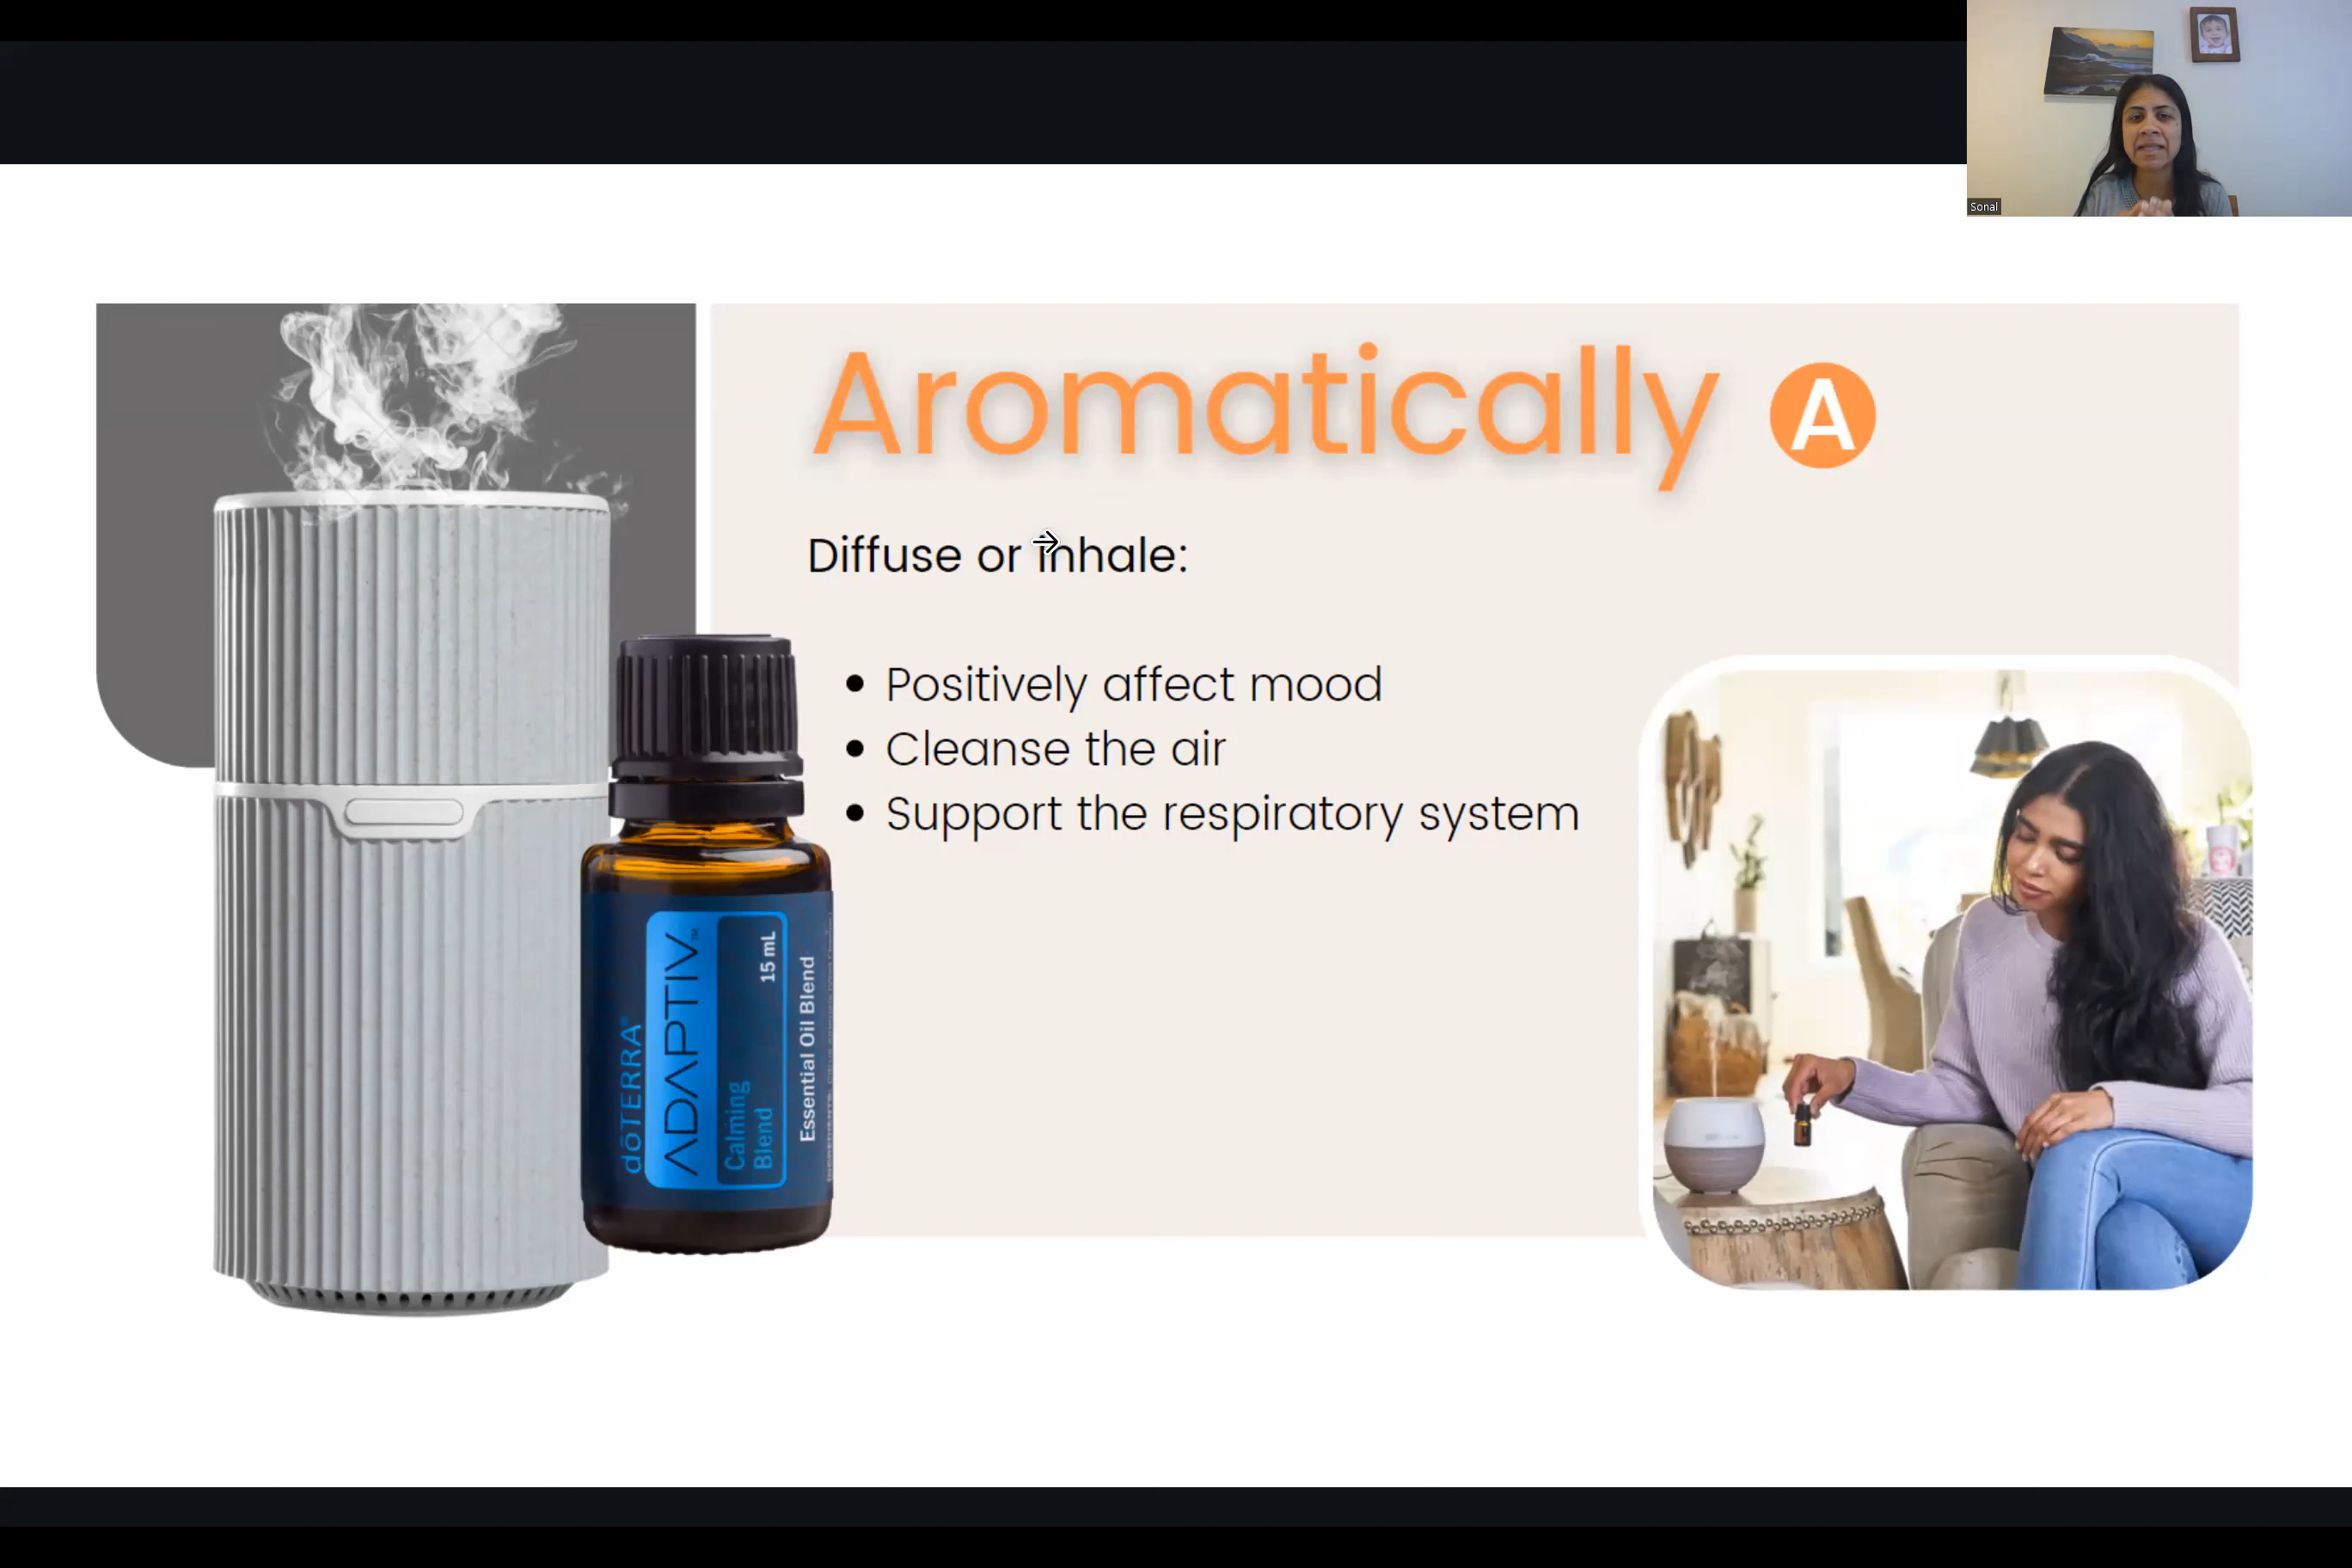 Sonal
Aromatically A
Diffuse or inhale:
Positively affect mood
Cleanse the air
Support the respiratory system
dōTERRA®
ADAPTIV™
Calming
Blend
15 mL
Essential Oil Blend